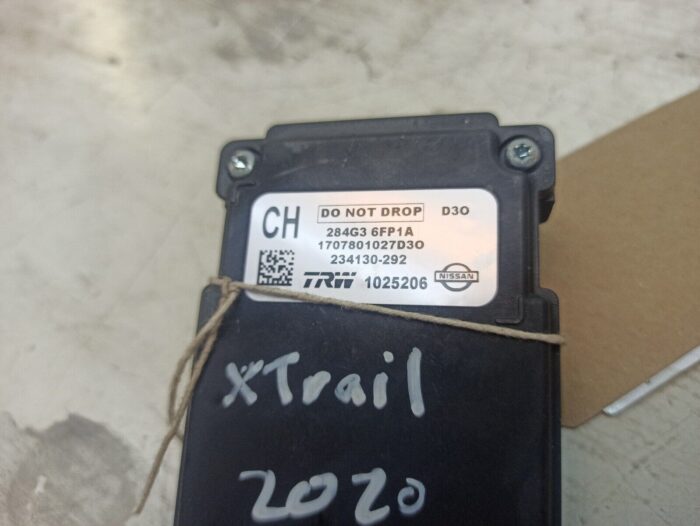 CH DO NOT DROP D3O
284G3 6FP1A
1707801027D3O
234130-292
TRW 1025206 NISSAN
XTrail
2020